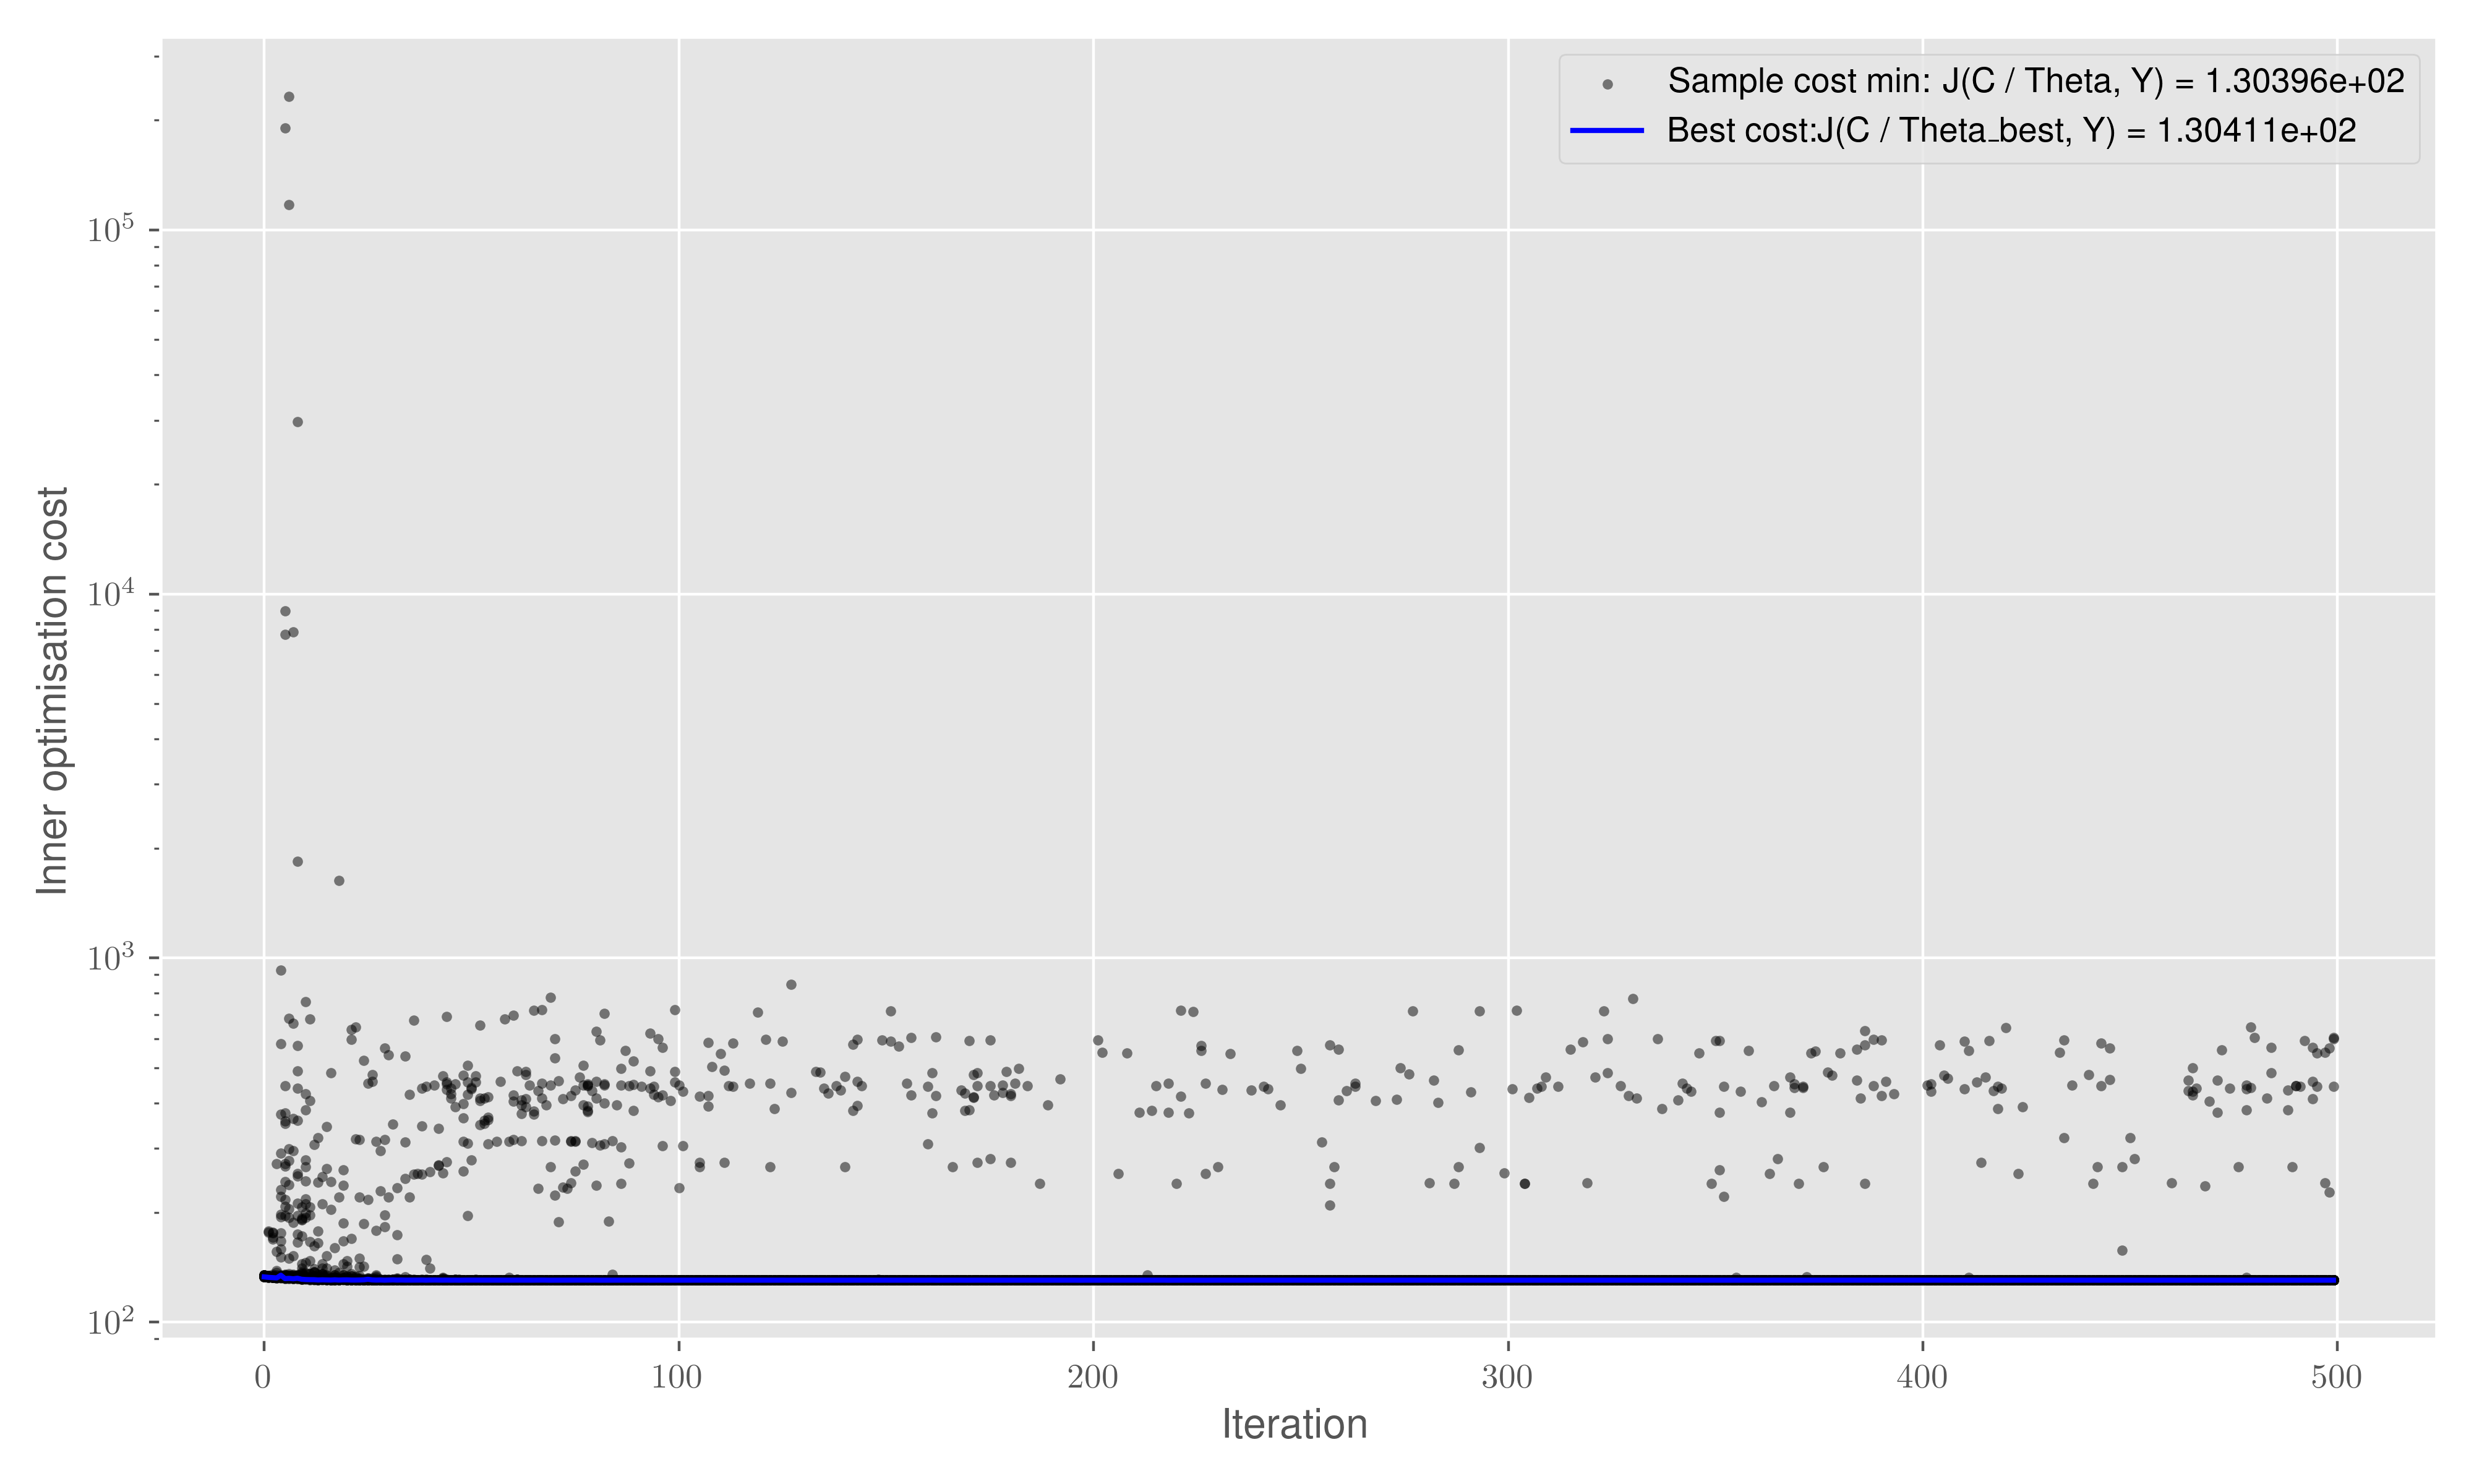 Sample cost min: J(C / Theta, Y) = 1.30396e+02
Best cost:J(C / Theta_best, Y) = 1.30411e+02
10^5
10^4
10^3
10^2
Inner optimisation cost
0 100 200 300 400 500
Iteration